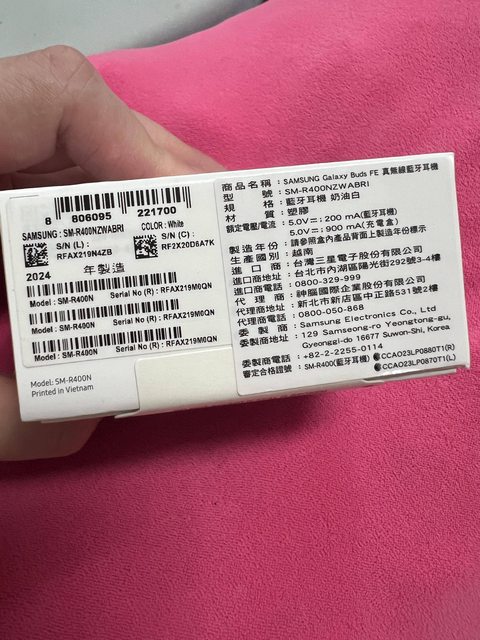 8 806095 221700
SAMSUNG : SM-R400NZWABRI COLOR: White
S/N (L) :
RFAX219N4ZB
S/N (C) :
RF2X20D6A7K
2024 年製造
Model : SM-R400N Serial No (R) : RFAX219M0QN
Model : SM-R400N Serial No (R) : RFAX219M0QN
Model : SM-R400N Serial No (R) : RFAX219M0QN
Model: SM-R400N
Printed in Vietnam
商品名稱 : SAMSUNG Galaxy Buds FE 真無線藍牙耳機
型號 : SM-R400NZWABRI
規格 : 藍牙耳機 奶油白
材質 : 塑膠
額定電壓/電流 : 5.0V⎓; 200 mA(藍牙耳機)
5.0V⎓; 900 mA(充電盒)
製造年份 : 請參照盒內產品背面上製造年份標示
生產國別 : 越南
進口商 : 台灣三星電子股份有限公司
進口商地址 : 台北市內湖區陽光街292號3-4樓
進口商電話 : 0800-329-999
代理商 : 神腦國際企業股份有限公司
代理商地址 : 新北市新店區中正路531號2樓
代理商電話 : 0800-050-868
委製商 : Samsung Electronics Co., Ltd
委製商地址 : 129 Samseong-ro Yeongtong-gu,
Gyeonggi-do 16677 Suwon-Shi, Korea
委製商電話 : +82-2-2255-0114
審定合格證號 : SM-R400(藍牙耳機) CCAO23LP0880T1(R)
CCAO23LP0870T1(L)